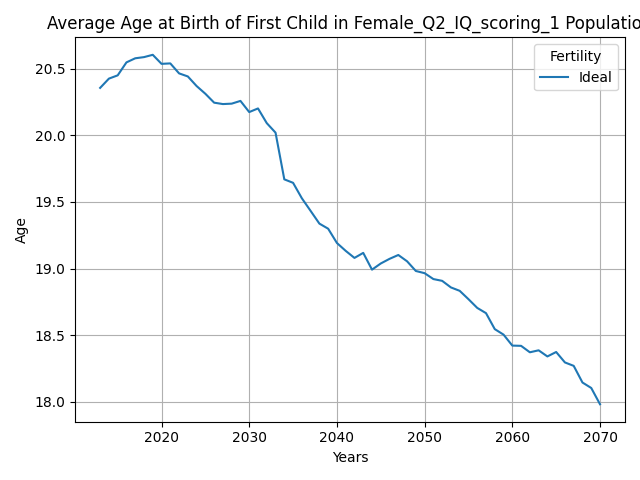 Average Age at Birth of First Child in Female_Q2_IQ_scoring_1 Populatio
Fertility
Ideal
Age
20.5
20.0
19.5
19.0
18.5
18.0
2020 2030 2040 2050 2060 2070
Years